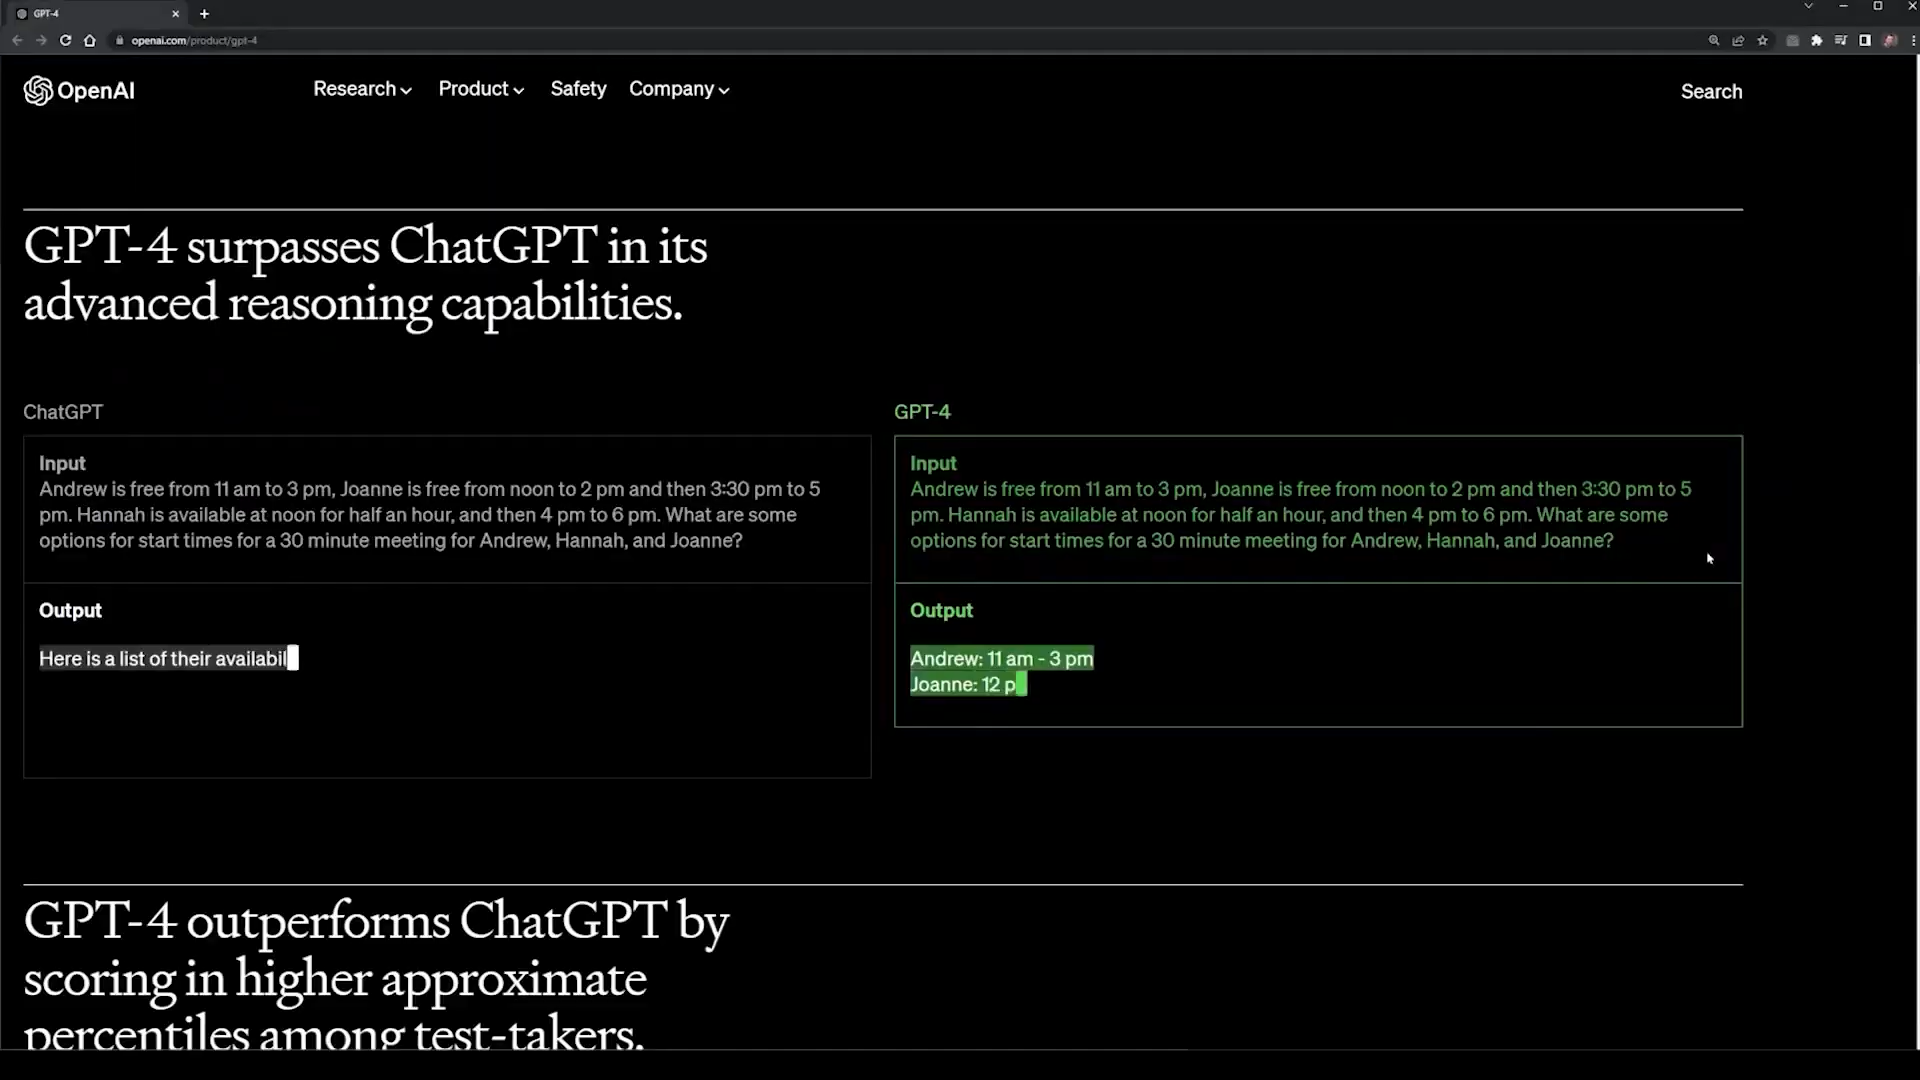 GPT-4
openai.com/product/gpt-4
OpenAI
Research
Product
Safety
Company
Search
GPT-4 surpasses ChatGPT in its
advanced reasoning capabilities.
ChatGPT
Input
Andrew is free from 11 am to 3 pm, Joanne is free from noon to 2 pm and then 3:30 pm to 5
pm. Hannah is available at noon for half an hour, and then 4 pm to 6 pm. What are some
options for start times for a 30 minute meeting for Andrew, Hannah, and Joanne?
Output
Here is a list of their availabil
GPT-4
Input
Andrew is free from 11 am to 3 pm, Joanne is free from noon to 2 pm and then 3:30 pm to 5
pm. Hannah is available at noon for half an hour, and then 4 pm to 6 pm. What are some
options for start times for a 30 minute meeting for Andrew, Hannah, and Joanne?
Output
Andrew: 11 am - 3 pm
Joanne: 12 p
GPT-4 outperforms ChatGPT by
scoring in higher approximate
percentiles among test-takers.